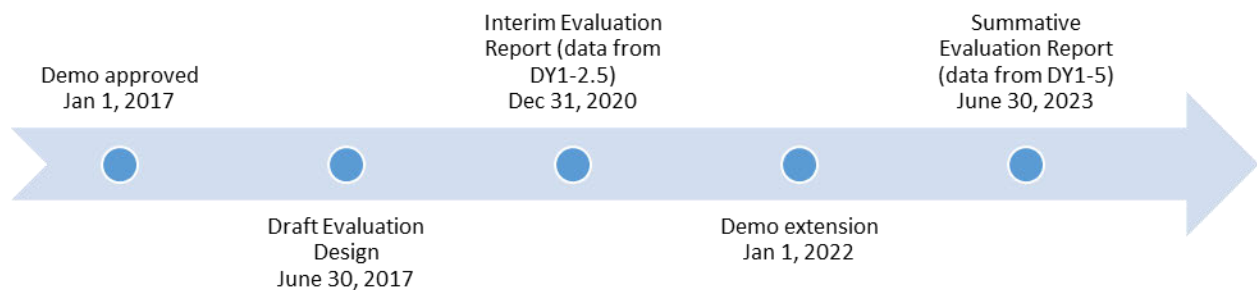 Demo approved
Jan 1, 2017
Draft Evaluation
Design
June 30, 2017
Interim Evaluation
Report (data from
DY1-2.5)
Dec 31, 2020
Demo extension
Jan 1, 2022
Summative
Evaluation Report
(data from DY1-5)
June 30, 2023